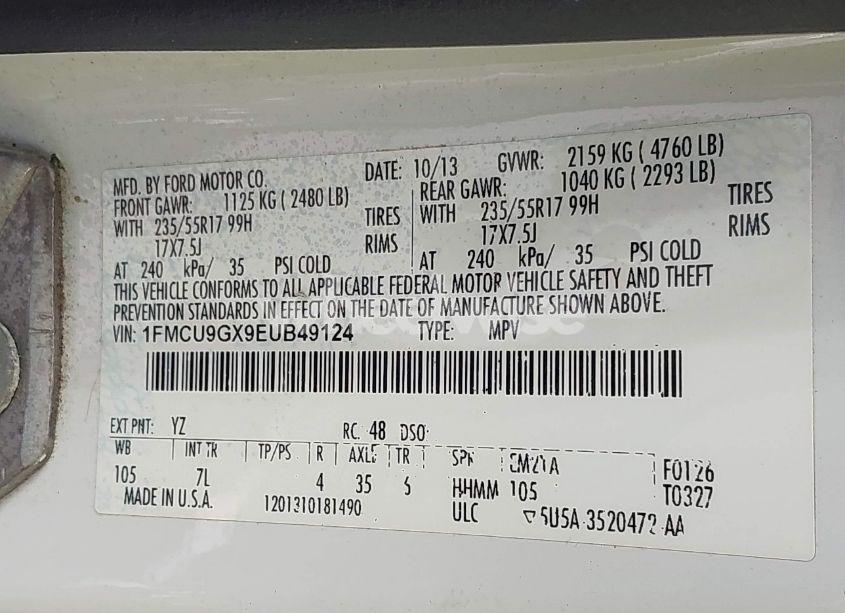 MFD. BY FORD MOTOR CO. DATE: 10/13 GVWR: 2159 KG ( 4760 LB)
FRONT GAWR: 1125 KG ( 2480 LB) REAR GAWR: 1040 KG ( 2293 LB)
WITH 235/55R17 99H TIRES WITH 235/55R17 99H TIRES
17X7.5J RIMS 17X7.5J RIMS
AT 240 kPa/ 35 PSI COLD AT 240 kPa/ 35 PSI COLD
THIS VEHICLE CONFORMS TO ALL APPLICABLE FEDERAL MOTOR VEHICLE SAFETY AND THEFT
PREVENTION STANDARDS IN EFFECT ON THE DATE OF MANUFACTURE SHOWN ABOVE.
VIN: 1FMCU9GX9EUB49124 TYPE: MPV
EXT PNT: YZ RC: 48 DSO:
WB INT TR TP/PS R AXLE TR SPR EM21A F0126
105 7L 4 35 6 HHMM 105 T0327
MADE IN U.S.A. 1201310181490 ULC 5U5A-3520472-AA